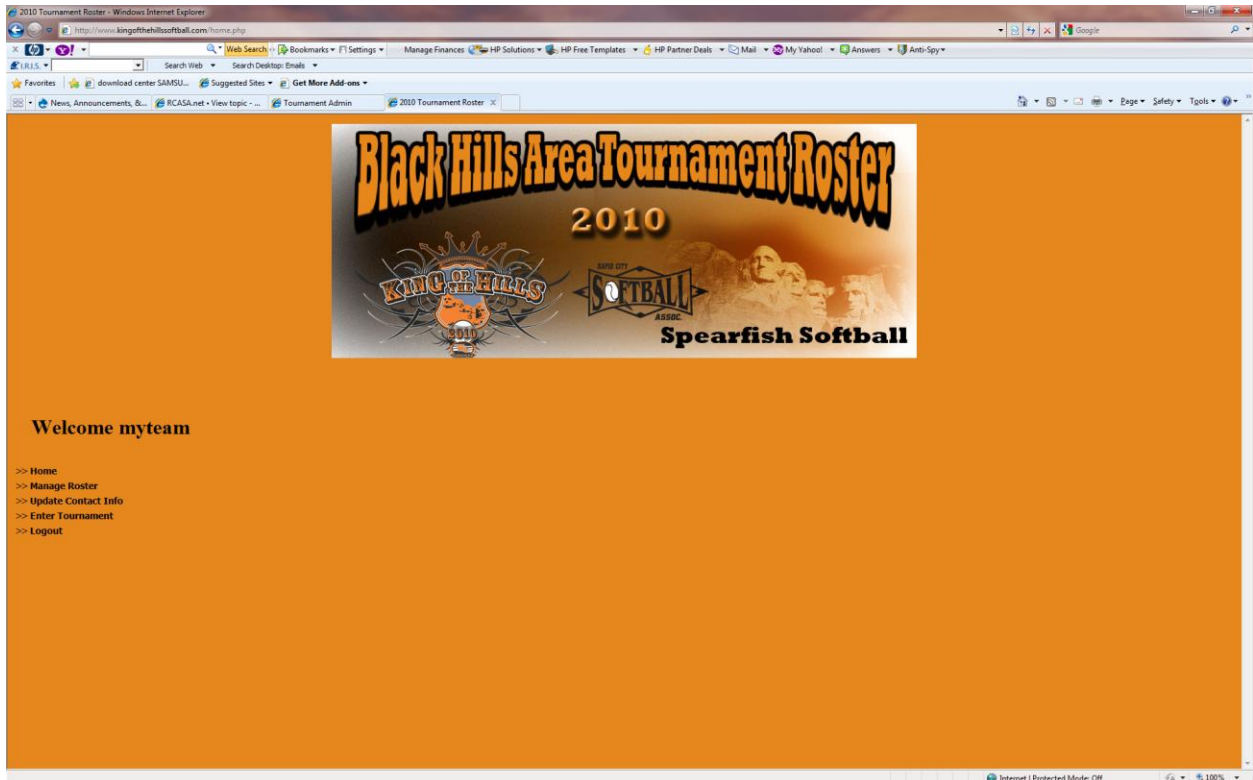 2010 Tournament Roster - Windows Internet Explorer
http://www.kingofthehillssoftball.com/home.php Google
Web Search Bookmarks Settings Manage Finances HP Solutions HP Free Templates HP Partner Deals Mail My Yahoo! Answers Anti-Spy
I.R.I.S. Search Web Search Desktop: Emails
Favorites download center SAMSU... Suggested Sites Get More Add-ons
News, Announcements, &... RCASA.net • View topic - ... Tournament Admin 2010 Tournament Roster X Page Safety Tools
Black Hills Area Tournament Roster
2010
KING OF THE HILLS
2010
RAPID CITY
SOFTBALL
ASSOC.
Spearfish Softball
Welcome myteam
>> Home
>> Manage Roster
>> Update Contact Info
>> Enter Tournament
>> Logout
Internet | Protected Mode: Off 100%